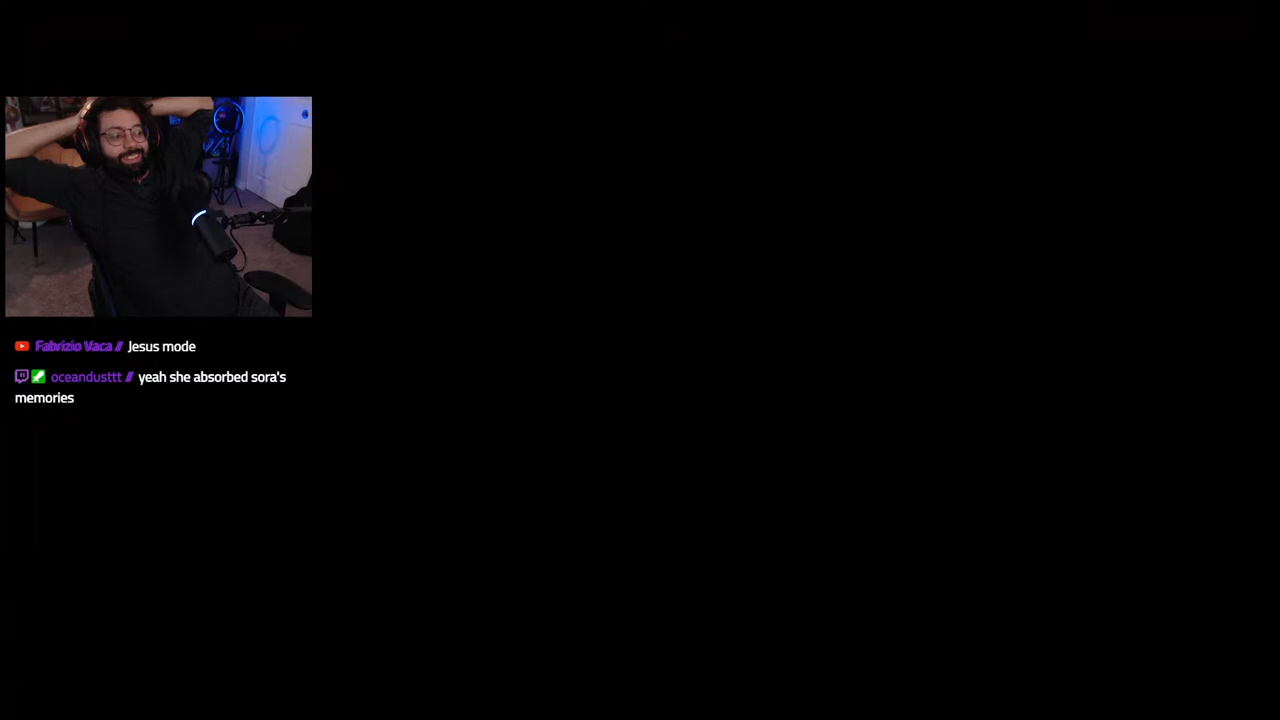 Fabrizio Vaca // Jesus mode
oceandusttt // yeah she absorbed sora's
memories